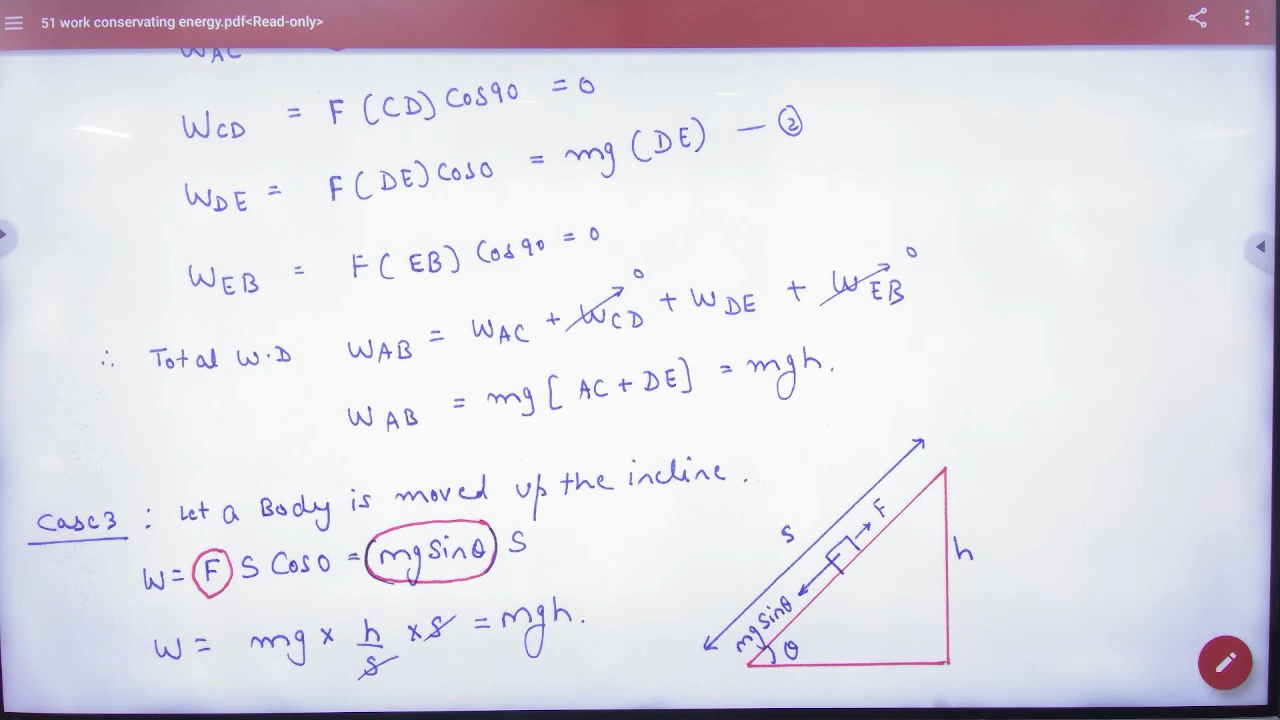 51 work conservating energy.pdf<Read-only>
WAC
WCD = F (CD) Cos90 = 0
WDE = F (DE) Cos0 = mg (DE) — ②
WEB = F (EB) Cos90 = 0
∴ Total W.D WAB = WAC + WCD 0 + WDE + WEB 0
WAB = mg [ AC + DE ] = mgh.
Case3 : Let a Body is moved up the incline.
W = F S Cos0 = mg Sinθ S
W = mg × h/s × s = mgh.
S
F
h
mg Sinθ
θ